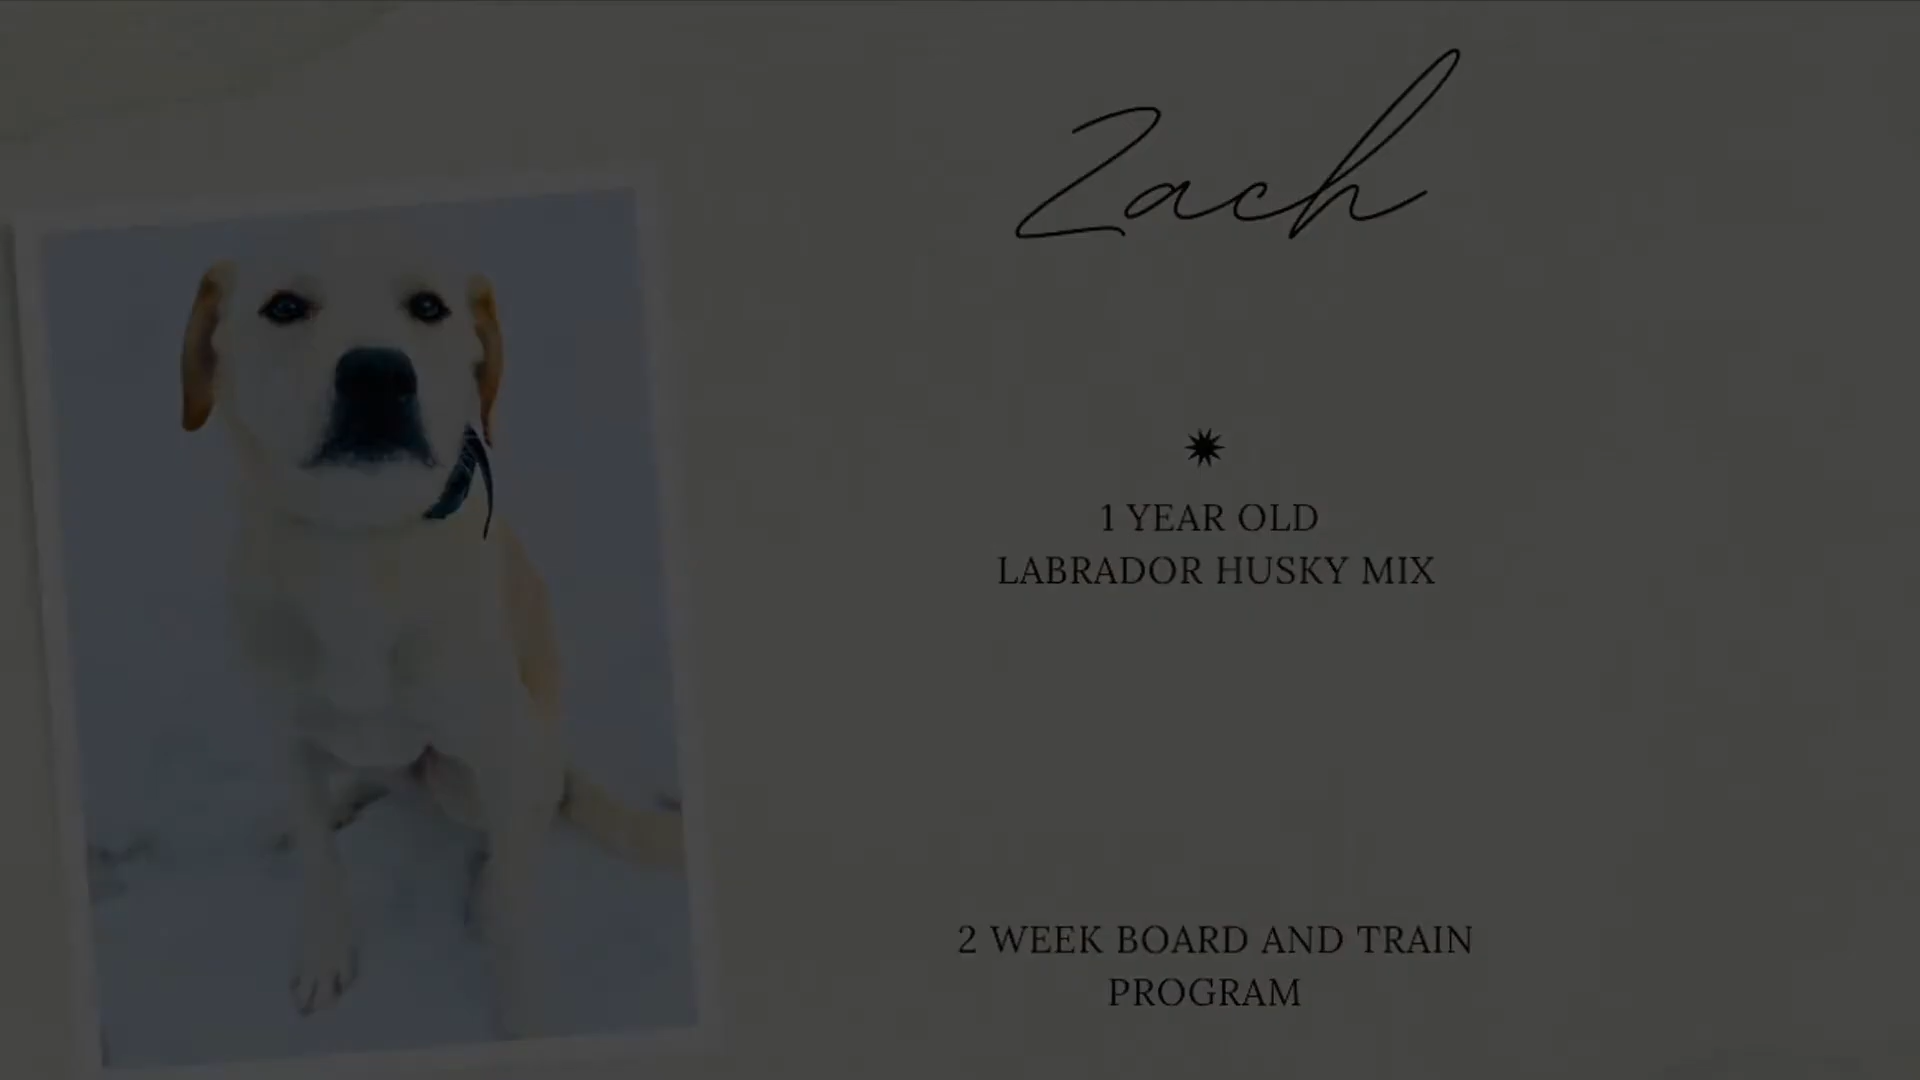 Zach
1 YEAR OLD
LABRADOR HUSKY MIX
2 WEEK BOARD AND TRAIN
PROGRAM